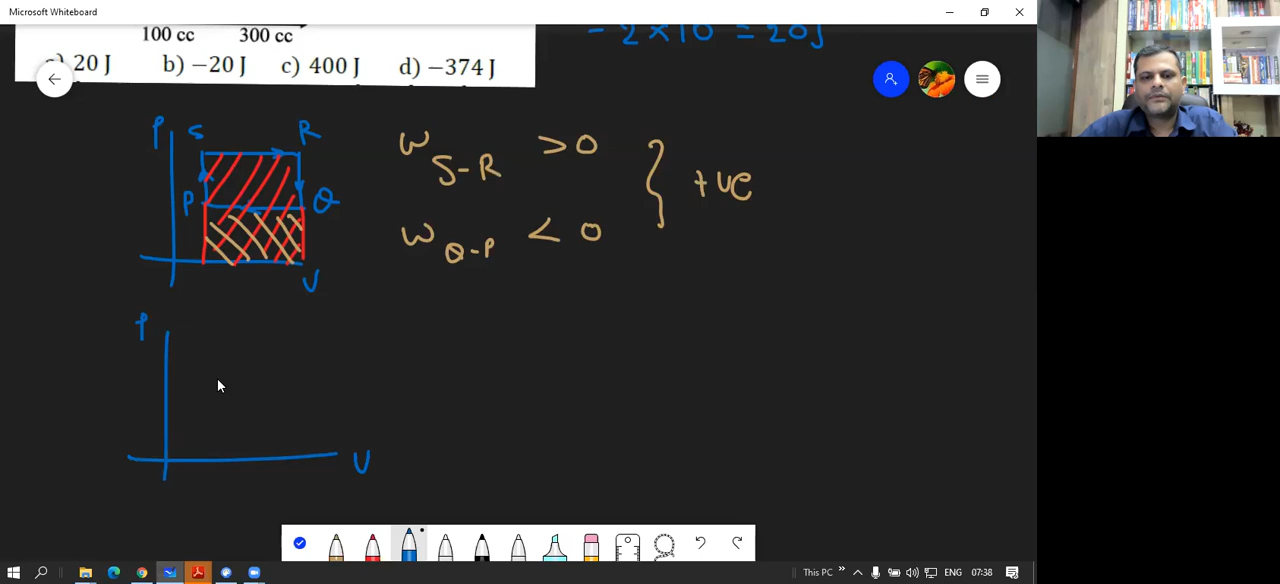 Microsoft Whiteboard
100 cc 300 cc
- 2 × 10 = 20 J
20 J b) −20 J c) 400 J d) −374 J
P S R
W S-R > 0
P Q
} +ve
W Q-P < 0
V
P
V
This PC
ENG 07:38